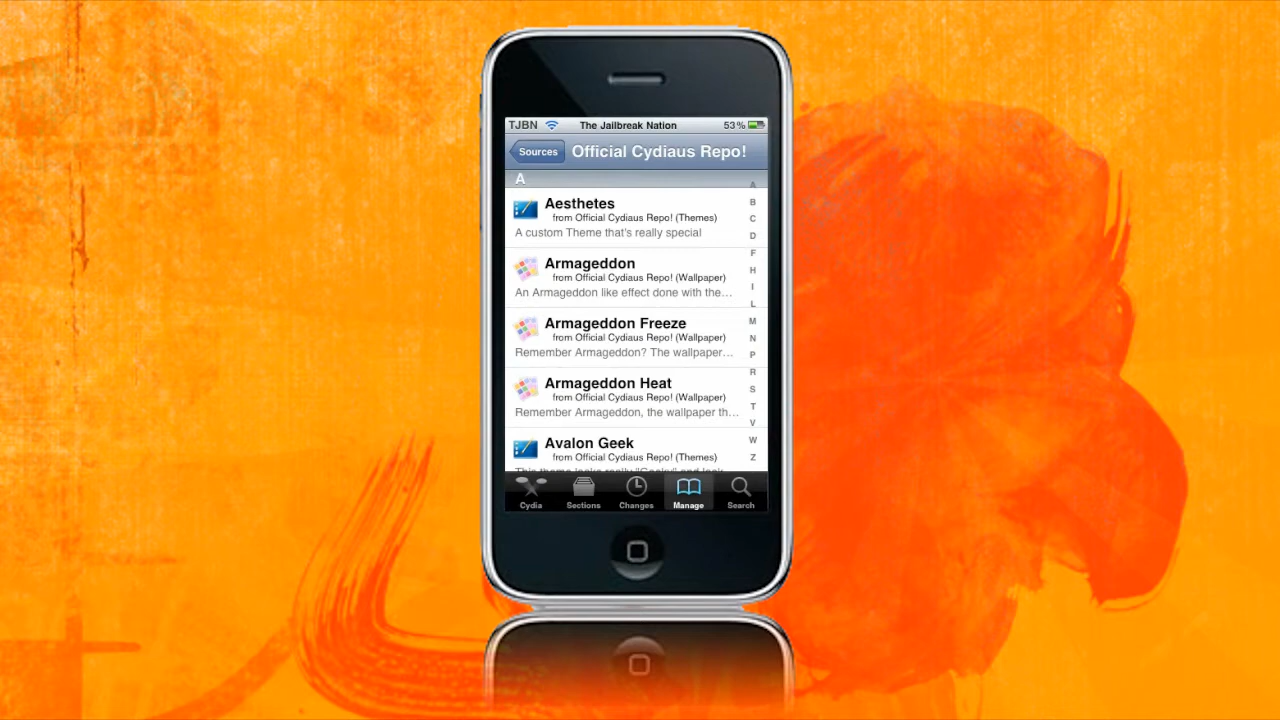 TJBN The Jailbreak Nation 53%
Sources Official Cydiaus Repo!
A
Aesthetes
from Official Cydiaus Repo! (Themes)
A custom Theme that's really special
Armageddon
from Official Cydiaus Repo! (Wallpaper)
An Armageddon like effect done with the...
Armageddon Freeze
from Official Cydiaus Repo! (Wallpaper)
Remember Armageddon? The wallpaper...
Armageddon Heat
from Official Cydiaus Repo! (Wallpaper)
Remember Armageddon, the wallpaper th...
Avalon Geek
from Official Cydiaus Repo! (Themes)
A
B
C
D
F
H
I
L
M
N
P
R
S
T
V
W
Z
Cydia Sections Changes Manage Search